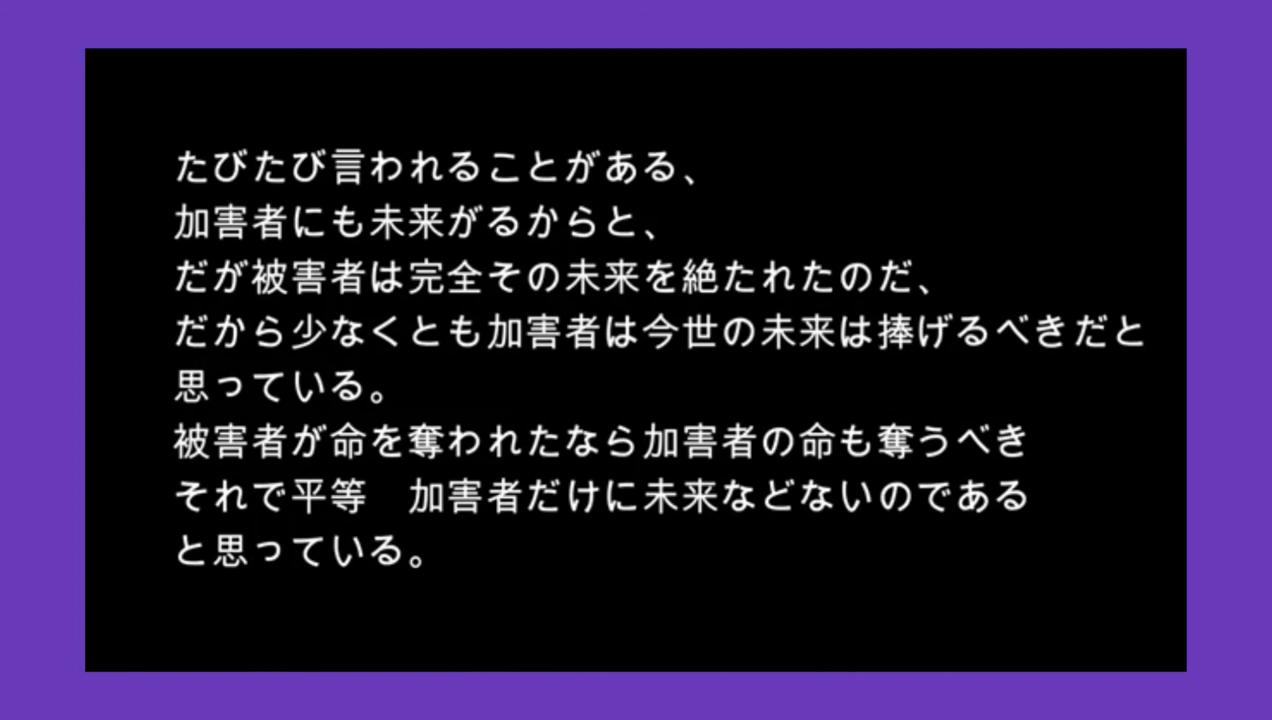 たびたび言われることがある、
加害者にも未来がるからと、
だが被害者は完全その未来を絶たれたのだ、
だから少なくとも加害者は今世の未来は捧げるべきだと
思っている。
被害者が命を奪われたなら加害者の命も奪うべき
それで平等　加害者だけに未来などないのである
と思っている。